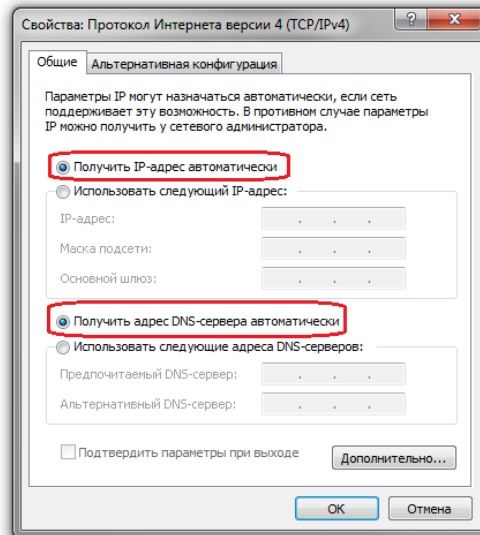 Свойства: Протокол Интернета версии 4 (TCP/IPv4)
Общие
Альтернативная конфигурация
Параметры IP могут назначаться автоматически, если сеть
поддерживает эту возможность. В противном случае параметры
IP можно получить у сетевого администратора.
Получить IP-адрес автоматически
Использовать следующий IP-адрес:
IP-адрес:
Маска подсети:
Основной шлюз:
Получить адрес DNS-сервера автоматически
Использовать следующие адреса DNS-серверов:
Предпочитаемый DNS-сервер:
Альтернативный DNS-сервер:
Подтвердить параметры при выходе
Дополнительно...
ОК
Отмена